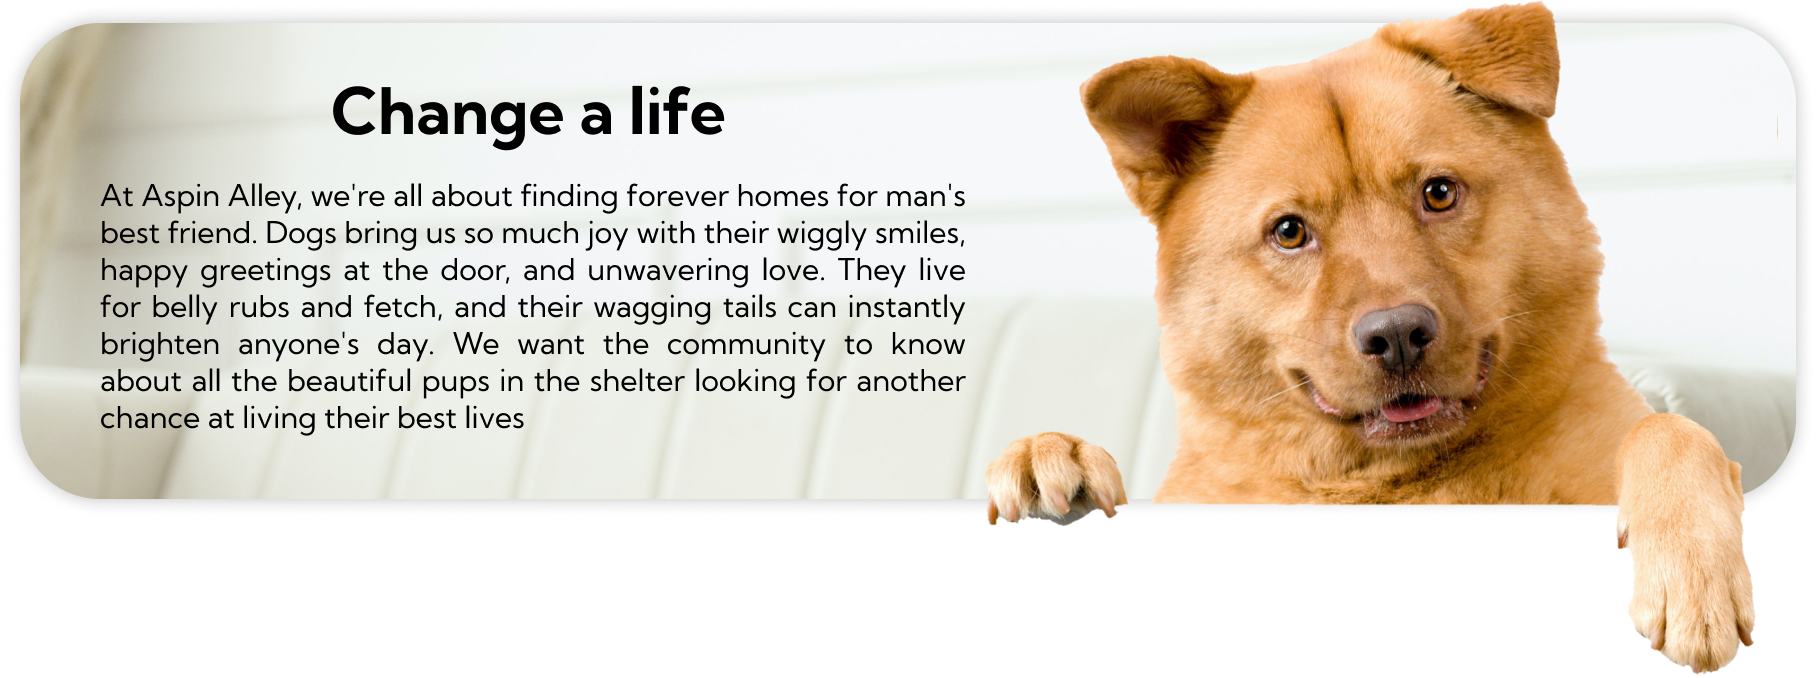 Change a life
At Aspin Alley, we're all about finding forever homes for man's
best friend. Dogs bring us so much joy with their wiggly smiles,
happy greetings at the door, and unwavering love. They live
for belly rubs and fetch, and their wagging tails can instantly
brighten anyone's day. We want the community to know
about all the beautiful pups in the shelter looking for another
chance at living their best lives